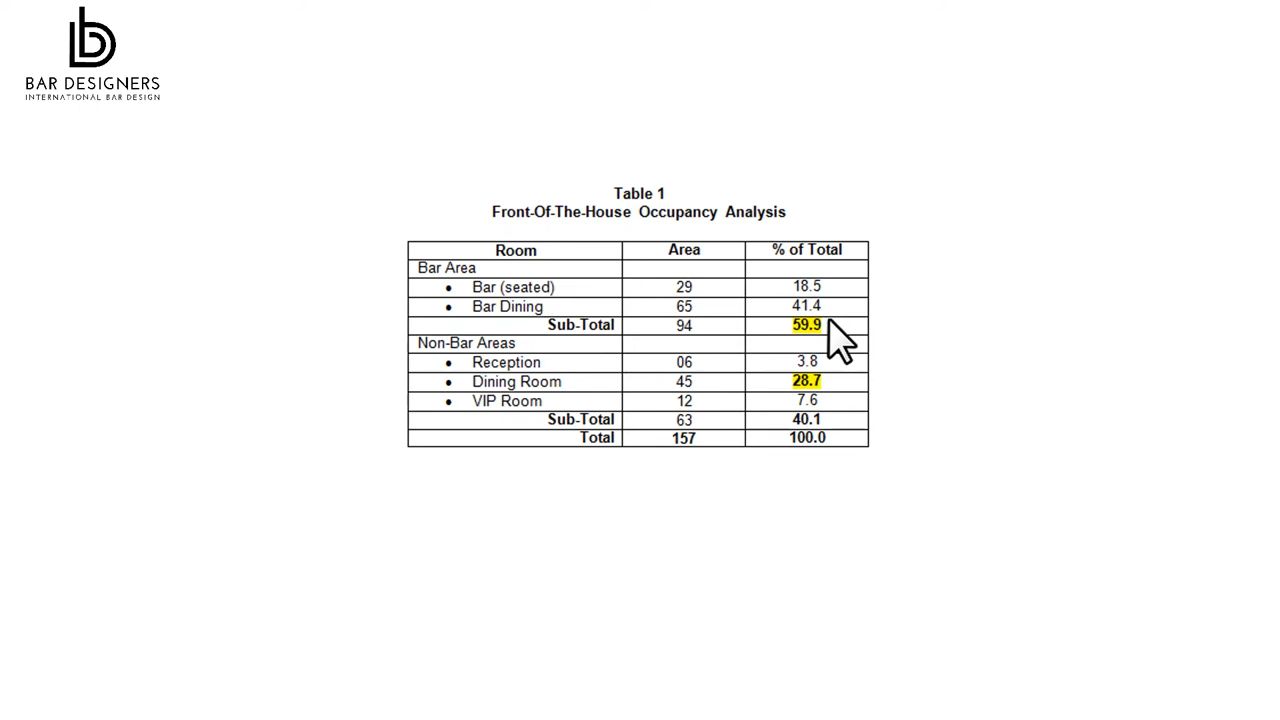 BAR DESIGNERS
INTERNATIONAL BAR DESIGN
Table 1
Front-Of-The-House Occupancy Analysis
Room Area % of Total
Bar Area
• Bar (seated) 29 18.5
• Bar Dining 65 41.4
Sub-Total 94 59.9
Non-Bar Areas
• Reception 06 3.8
• Dining Room 45 28.7
• VIP Room 12 7.6
Sub-Total 63 40.1
Total 157 100.0